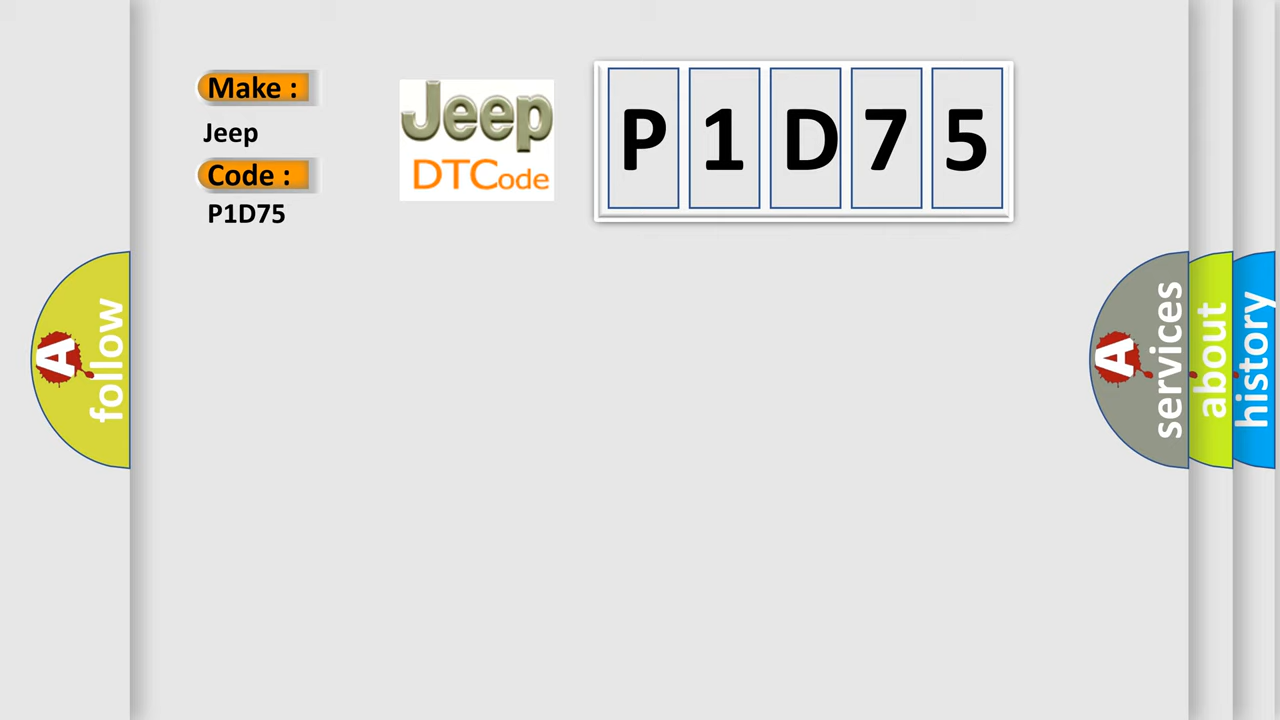 Make :
Jeep
Code :
P1D75
Jeep
DTCode
P 1 D 7 5
A follow
A services
about
history